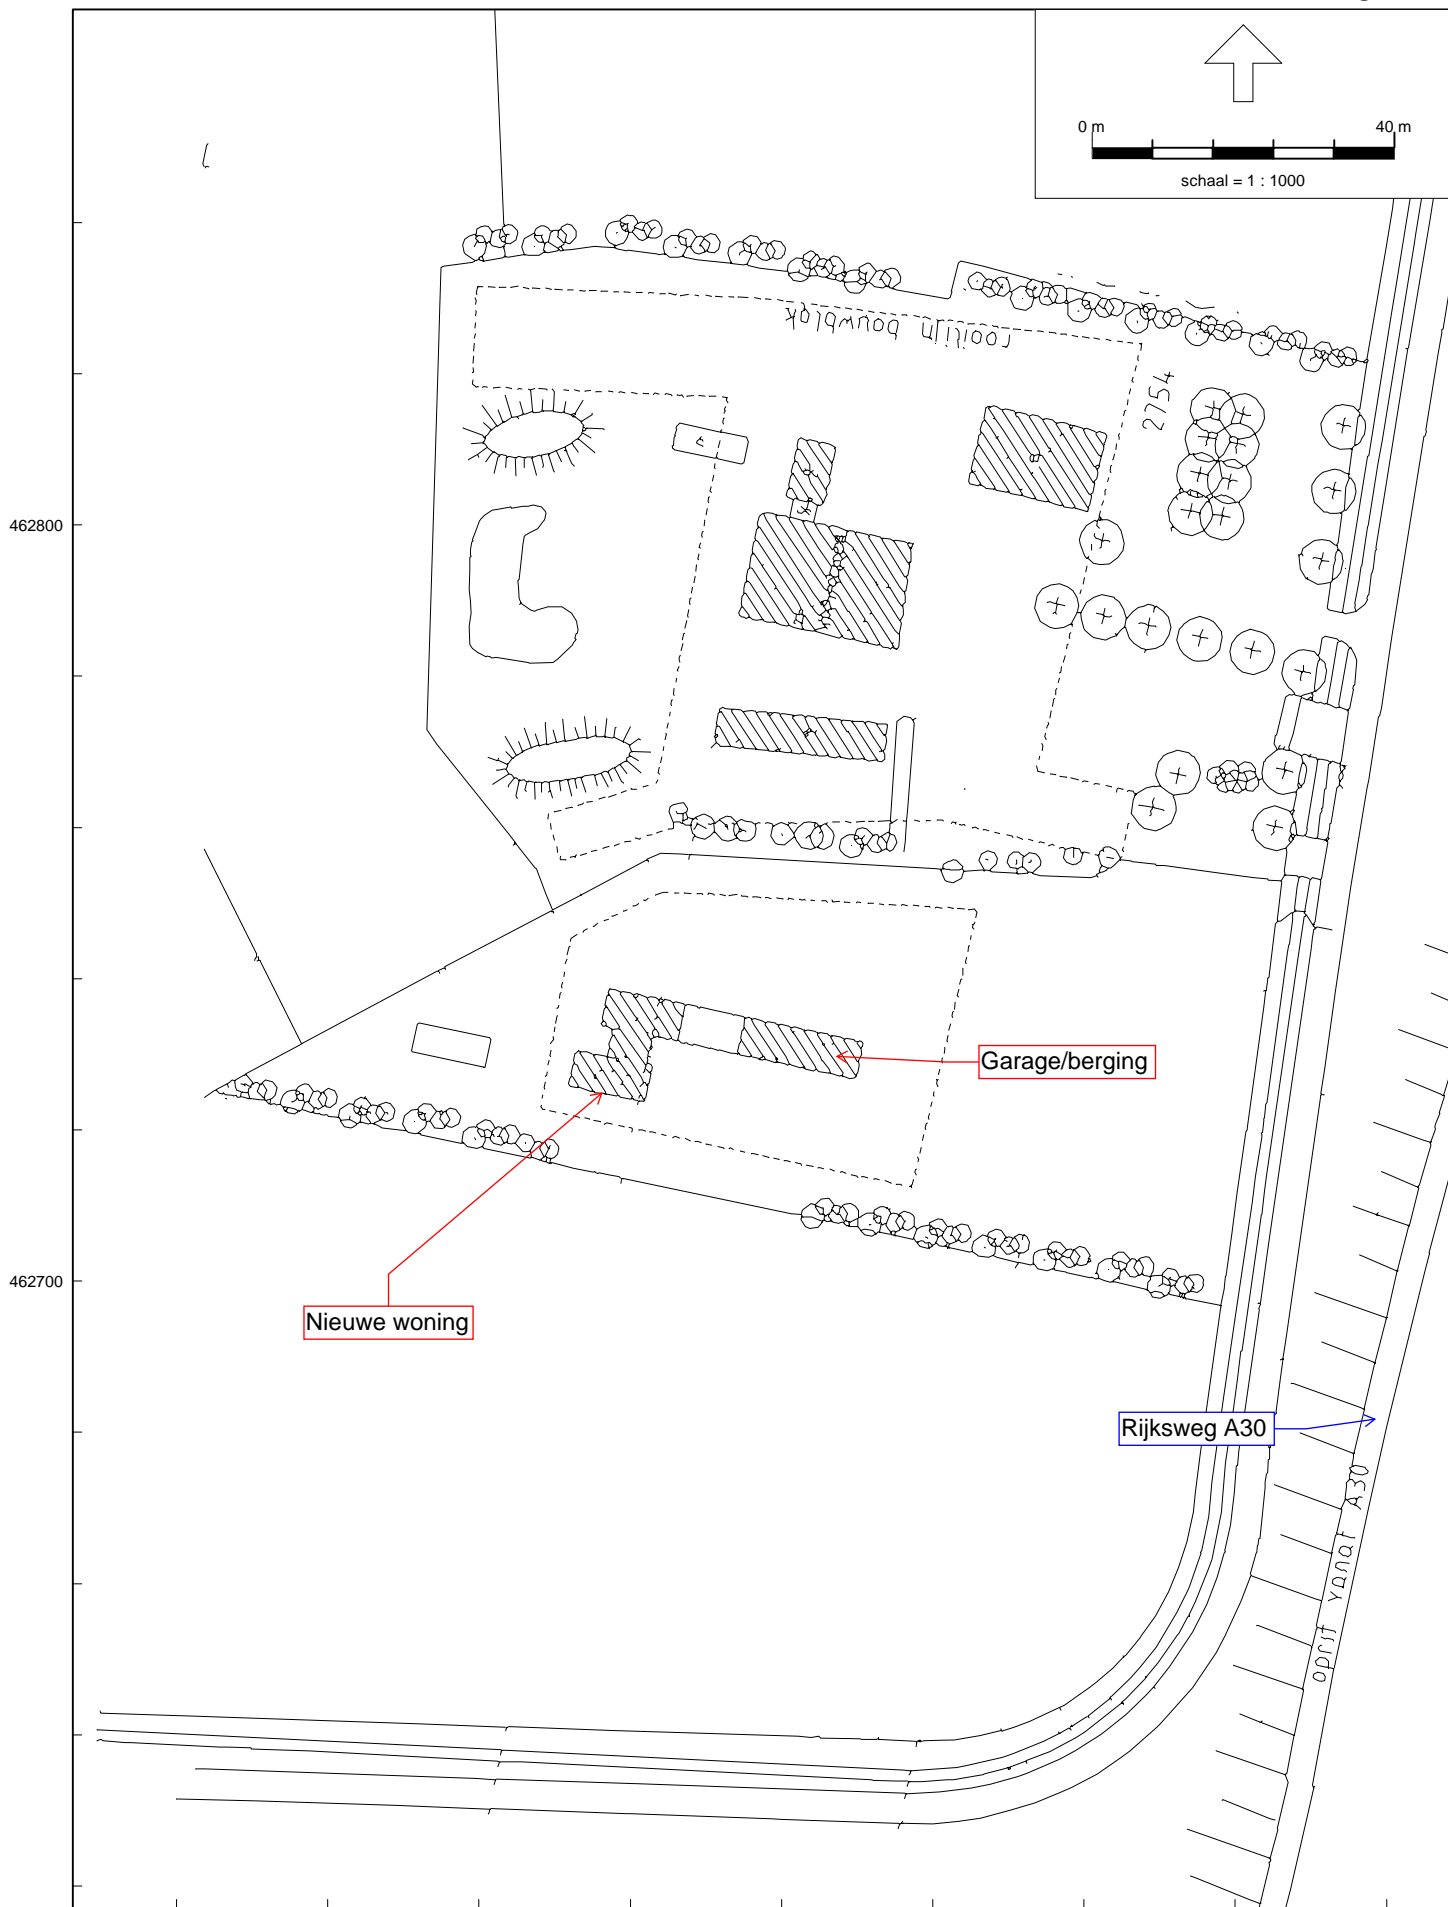 0 m 40 m
schaal = 1 : 1000
rooilijn bouwblok
2754
462800
Garage/berging
462700
Nieuwe woning
Rijksweg A30
oprit vanaf A30